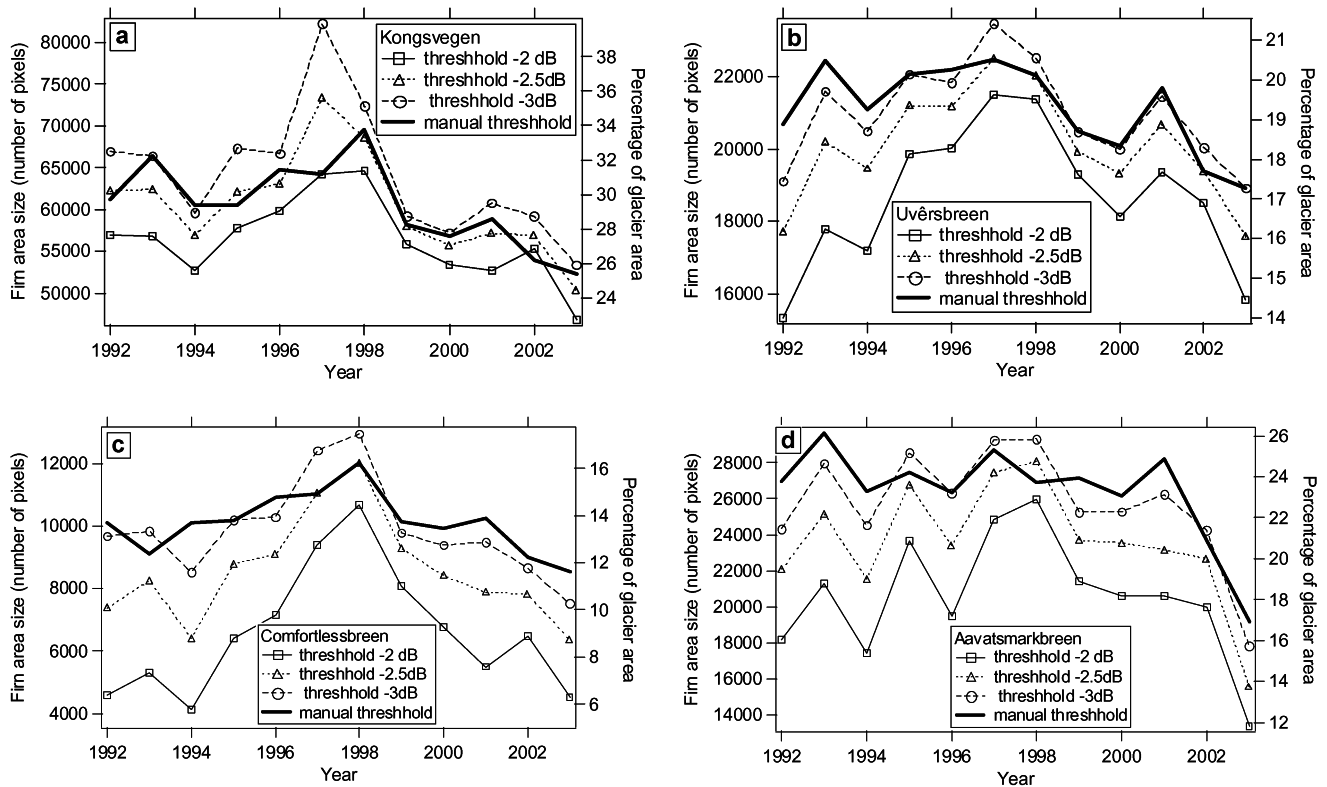 a
Kongsvegen
threshhold -2 dB
threshhold -2.5dB
threshhold -3dB
manual threshhold
80000
75000
70000
65000
60000
55000
50000
Firn area size (number of pixels)
38
36
34
32
30
28
26
24
Percentage of glacier area
1992
1994
1996
1998
2000
2002
Year
b
Uvêrsbreen
threshhold -2 dB
threshhold -2.5dB
threshhold -3dB
manual threshhold
22000
20000
18000
16000
Firn area size (number of pixels)
21
20
19
18
17
16
15
14
Percentage of glacier area
1992
1994
1996
1998
2000
2002
Year
c
Comfortlessbreen
threshhold -2 dB
threshhold -2.5dB
threshhold -3dB
manual threshhold
12000
10000
8000
6000
4000
Firn area size (number of pixels)
16
14
12
10
8
6
Percentage of glacier area
1992
1994
1996
1998
2000
2002
Year
d
Aavatsmarkbreen
threshhold -2 dB
threshhold -2.5dB
threshhold -3dB
manual threshhold
28000
26000
24000
22000
20000
18000
16000
14000
Firn area size (number of pixels)
26
24
22
20
18
16
14
12
Percentage of glacier area
1992
1994
1996
1998
2000
2002
Year